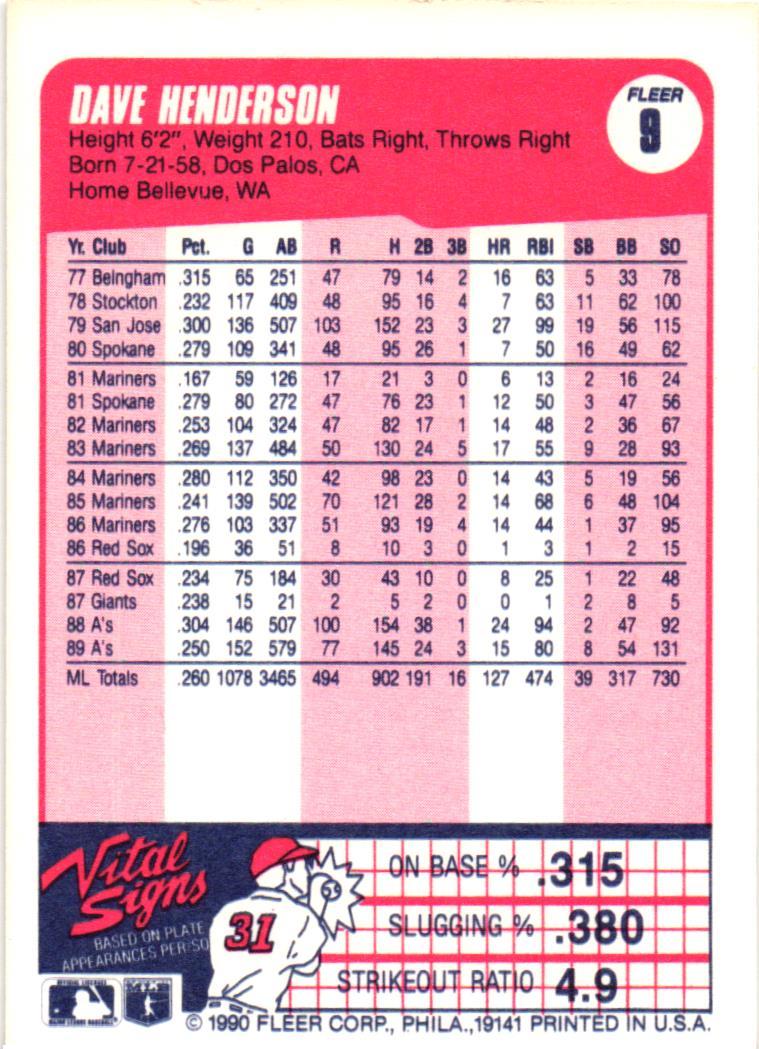 DAVE HENDERSON
FLEER
9
Height 6'2", Weight 210, Bats Right, Throws Right
Born 7-21-58, Dos Palos, CA
Home Bellevue, WA
Yr. Club Pct. G AB R H 2B 3B HR RBI SB BB SO
77 Belngham .315 65 251 47 79 14 2 16 63 5 33 78
78 Stockton .232 117 409 48 95 16 4 7 63 11 62 100
79 San Jose .300 136 507 103 152 23 3 27 99 19 56 115
80 Spokane .279 109 341 48 95 26 1 7 50 16 49 62
81 Mariners .167 59 126 17 21 3 0 6 13 2 16 24
81 Spokane .279 80 272 47 76 23 1 12 50 3 47 56
82 Mariners .253 104 324 47 82 17 1 14 48 2 36 67
83 Mariners .269 137 484 50 130 24 5 17 55 9 28 93
84 Mariners .280 112 350 42 98 23 0 14 43 5 19 56
85 Mariners .241 139 502 70 121 28 2 14 68 6 48 104
86 Mariners .276 103 337 51 93 19 4 14 44 1 37 95
86 Red Sox .196 36 51 8 10 3 0 1 3 1 2 15
87 Red Sox .234 75 184 30 43 10 0 8 25 1 22 48
87 Giants .238 15 21 2 5 2 0 0 1 2 8 5
88 A's .304 146 507 100 154 38 1 24 94 2 47 92
89 A's .250 152 579 77 145 24 3 15 80 8 54 131
ML Totals .260 1078 3465 494 902 191 16 127 474 39 317 730
Vital
Signs
BASED ON PLATE
APPEARANCES PER/SO
31
ON BASE % .315
SLUGGING % .380
STRIKEOUT RATIO 4.9
© 1990 FLEER CORP., PHILA., 19141 PRINTED IN U.S.A.